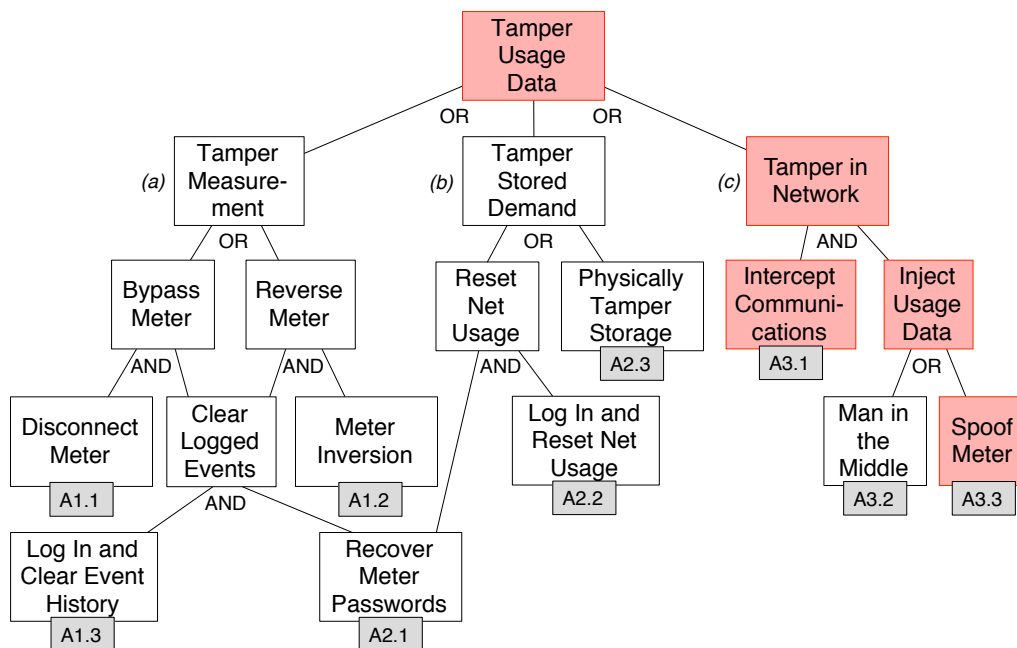 Tamper
Usage
Data
OR
OR
(a)
Tamper
Measure-
ment
(b)
Tamper
Stored
Demand
(c)
Tamper in
Network
OR
OR
AND
Bypass
Meter
Reverse
Meter
Reset
Net
Usage
Physically
Tamper
Storage
A2.3
Intercept
Communi-
cations
A3.1
Inject
Usage
Data
AND
AND
AND
OR
Disconnect
Meter
A1.1
Clear
Logged
Events
Meter
Inversion
A1.2
Log In and
Reset Net
Usage
A2.2
Man in
the
Middle
A3.2
Spoof
Meter
A3.3
AND
Log In and
Clear Event
History
A1.3
Recover
Meter
Passwords
A2.1